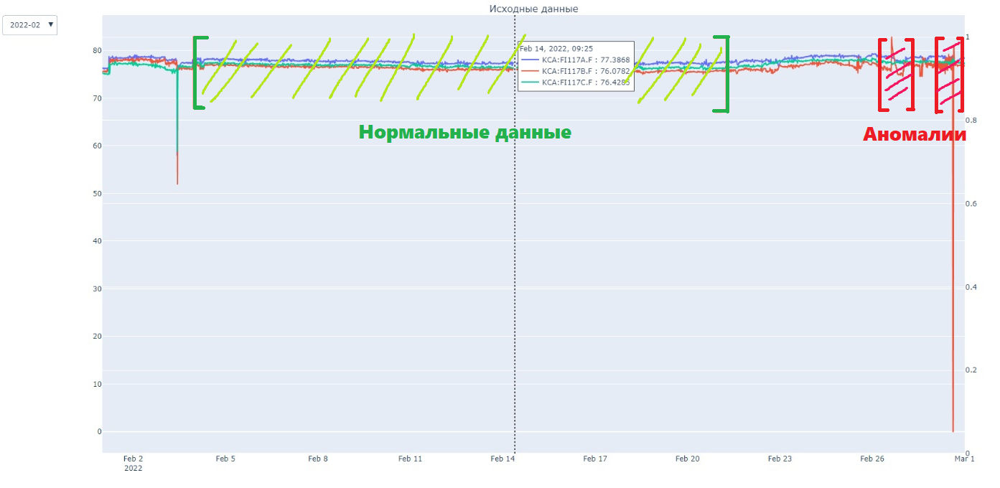 Исходные данные
2022-02 ▼
Feb 14, 2022, 09:25
KCA:FI117A.F : 77.3868
KCA:FI117B.F : 76.0782
KCA:FI117C.F : 76.4285
Нормальные данные
Аномалии
80
70
60
50
40
30
20
10
0
1
0.8
0.6
0.4
0.2
0
Feb 2
2022
Feb 5
Feb 8
Feb 11
Feb 14
Feb 17
Feb 20
Feb 23
Feb 26
Mar 1